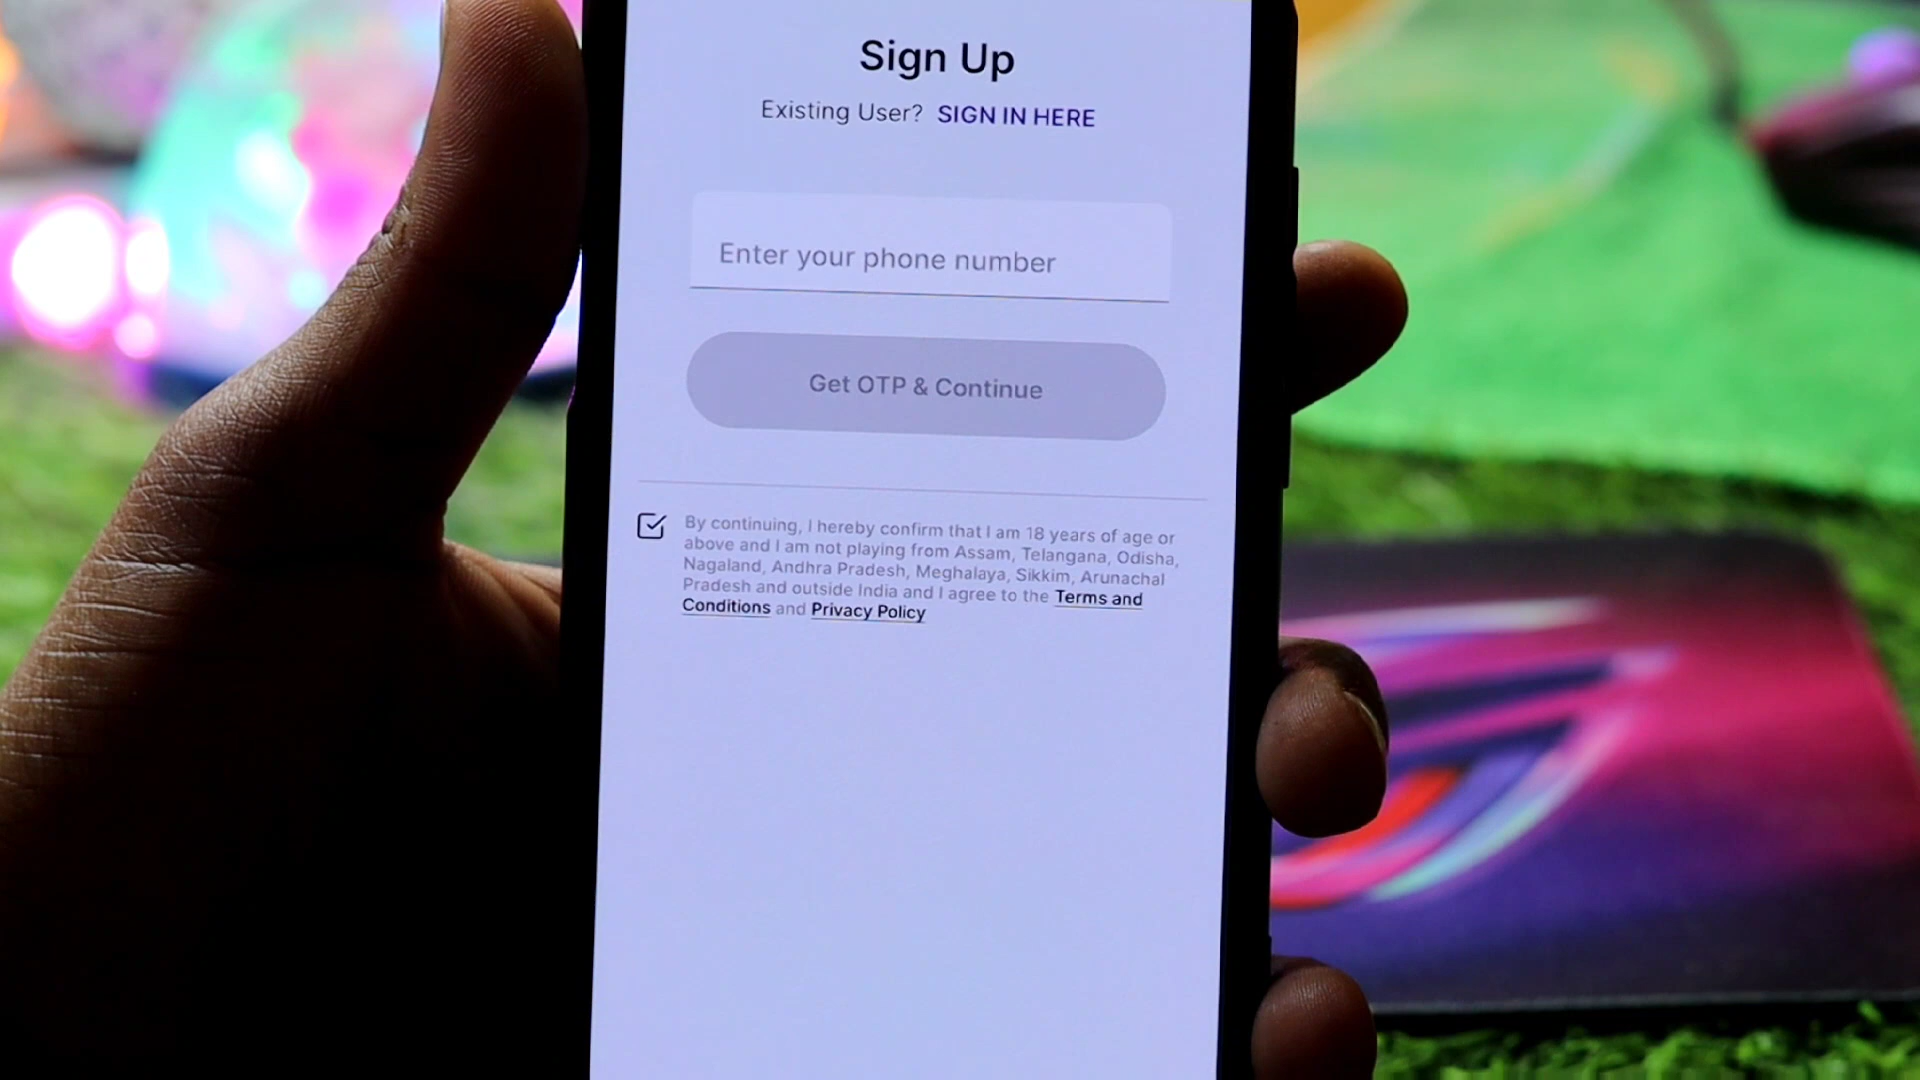 Sign Up
Existing User? SIGN IN HERE
Enter your phone number
Get OTP & Continue
By continuing, I hereby confirm that I am 18 years of age or
above and I am not playing from Assam, Telangana, Odisha,
Nagaland, Andhra Pradesh, Meghalaya, Sikkim, Arunachal
Pradesh and outside India and I agree to the Terms and
Conditions and Privacy Policy